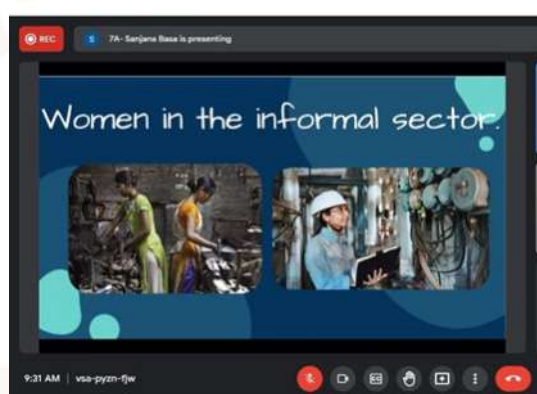 REC
S 7A- Sanjana Basa is presenting
Women in the informal sector.
9:31 AM | vsa-pyzn-fjw